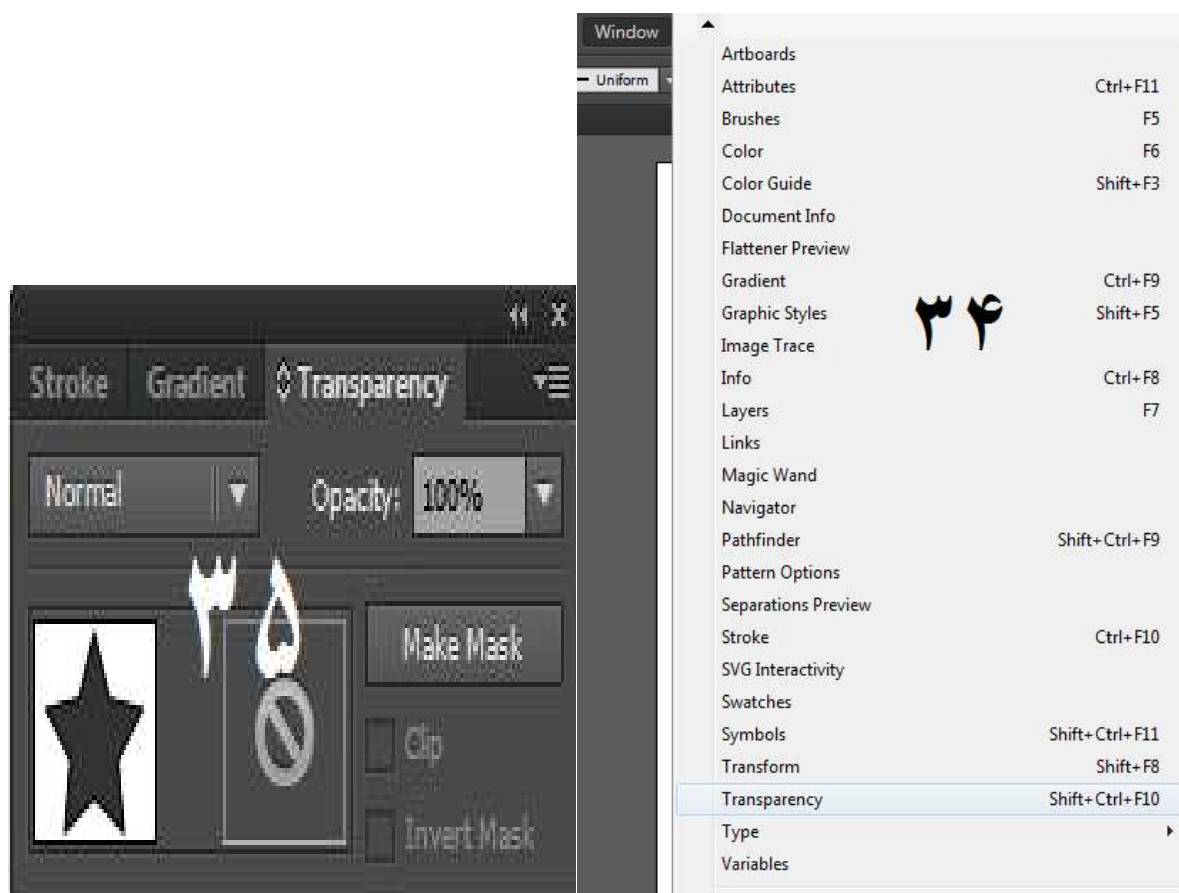 Stroke Gradient Transparency
Normal Opacity: 100%
۳۵
Make Mask
Clip
Invert Mask
Window
Uniform
Artboards
Attributes Ctrl+F11
Brushes F5
Color F6
Color Guide Shift+F3
Document Info
Flattener Preview
Gradient Ctrl+F9
Graphic Styles Shift+F5
۳۴
Image Trace
Info Ctrl+F8
Layers F7
Links
Magic Wand
Navigator
Pathfinder Shift+Ctrl+F9
Pattern Options
Separations Preview
Stroke Ctrl+F10
SVG Interactivity
Swatches
Symbols Shift+Ctrl+F11
Transform Shift+F8
Transparency Shift+Ctrl+F10
Type
Variables